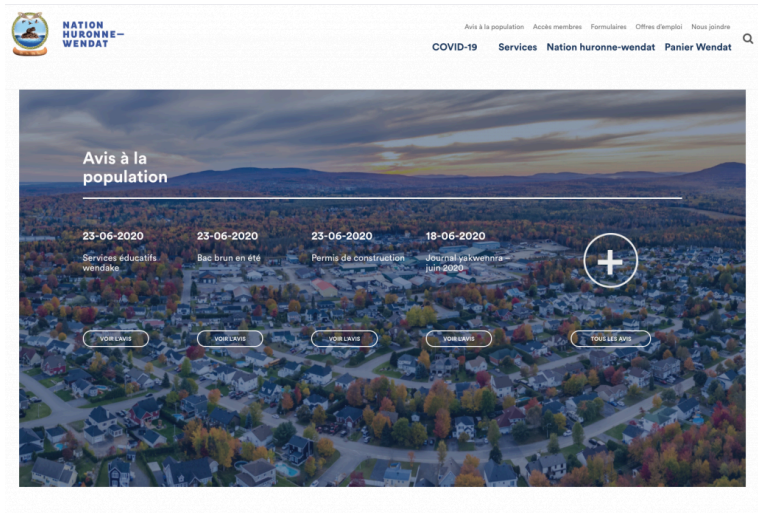 NATION
HURONNE—
WENDAT
Avis à la population Accès membres Formulaires Offres d'emploi Nous joindre
COVID-19 Services Nation huronne-wendat Panier Wendat
Avis à la
population
23-06-2020 23-06-2020 23-06-2020 18-06-2020
Services éducatifs Bac brun en été Permis de construction Journal yakwennra –
wendake juin 2020
VOIR L'AVIS VOIR L'AVIS VOIR L'AVIS VOIR L'AVIS TOUS LES AVIS